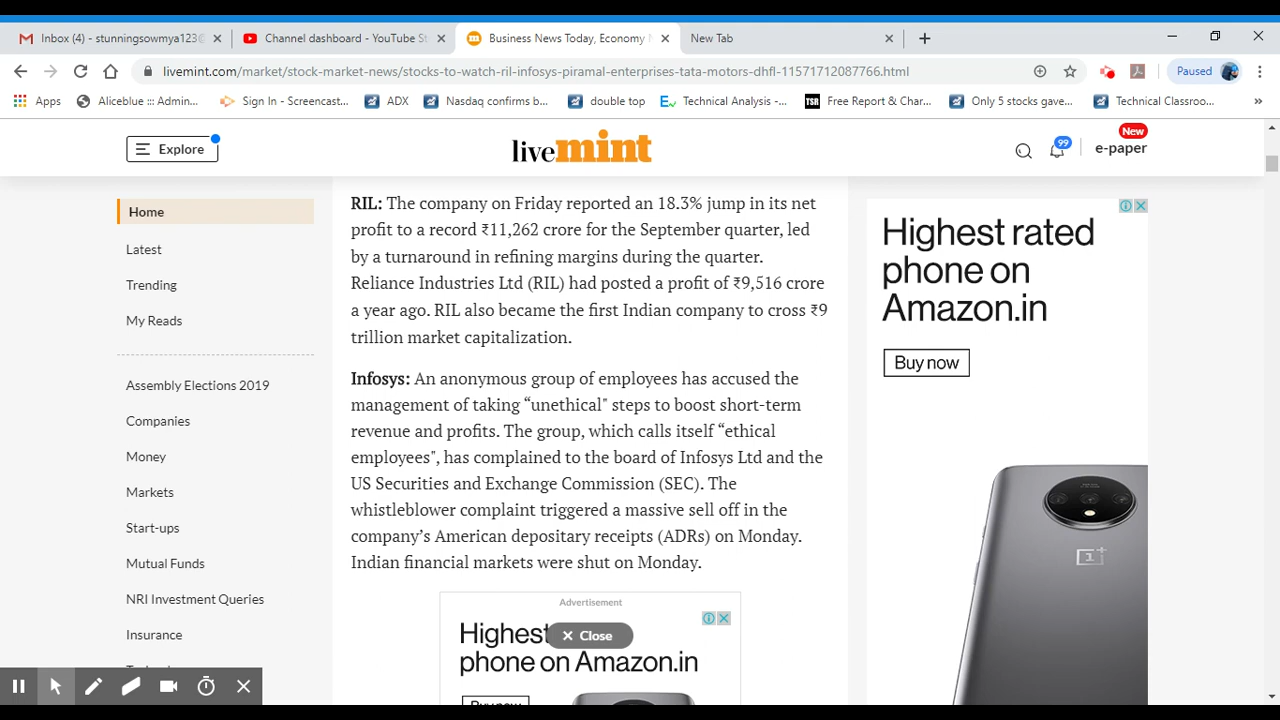 Inbox (4) - stunningsowmya123@
Channel dashboard - YouTube St
Business News Today, Economy N
New Tab
livemint.com/market/stock-market-news/stocks-to-watch-ril-infosys-piramal-enterprises-tata-motors-dhfl-11571712087766.html
Paused
Apps
Aliceblue ::: Admin...
Sign In - Screencast...
ADX
Nasdaq confirms b...
double top
Technical Analysis -...
TSR
Free Report & Char...
Only 5 stocks gave...
Technical Classroo...
»
Explore
livemint
99
New
e-paper
Home
Latest
Trending
My Reads
Assembly Elections 2019
Companies
Money
Markets
Start-ups
Mutual Funds
NRI Investment Queries
Insurance
RIL: The company on Friday reported an 18.3% jump in its net
profit to a record ₹11,262 crore for the September quarter, led
by a turnaround in refining margins during the quarter.
Reliance Industries Ltd (RIL) had posted a profit of ₹9,516 crore
a year ago. RIL also became the first Indian company to cross ₹9
trillion market capitalization.
Infosys: An anonymous group of employees has accused the
management of taking “unethical" steps to boost short-term
revenue and profits. The group, which calls itself “ethical
employees", has complained to the board of Infosys Ltd and the
US Securities and Exchange Commission (SEC). The
whistleblower complaint triggered a massive sell off in the
company’s American depositary receipts (ADRs) on Monday.
Indian financial markets were shut on Monday.
Advertisement
Highest
phone on Amazon.in
Close
Buy now
Highest rated
phone on
Amazon.in
Buy now